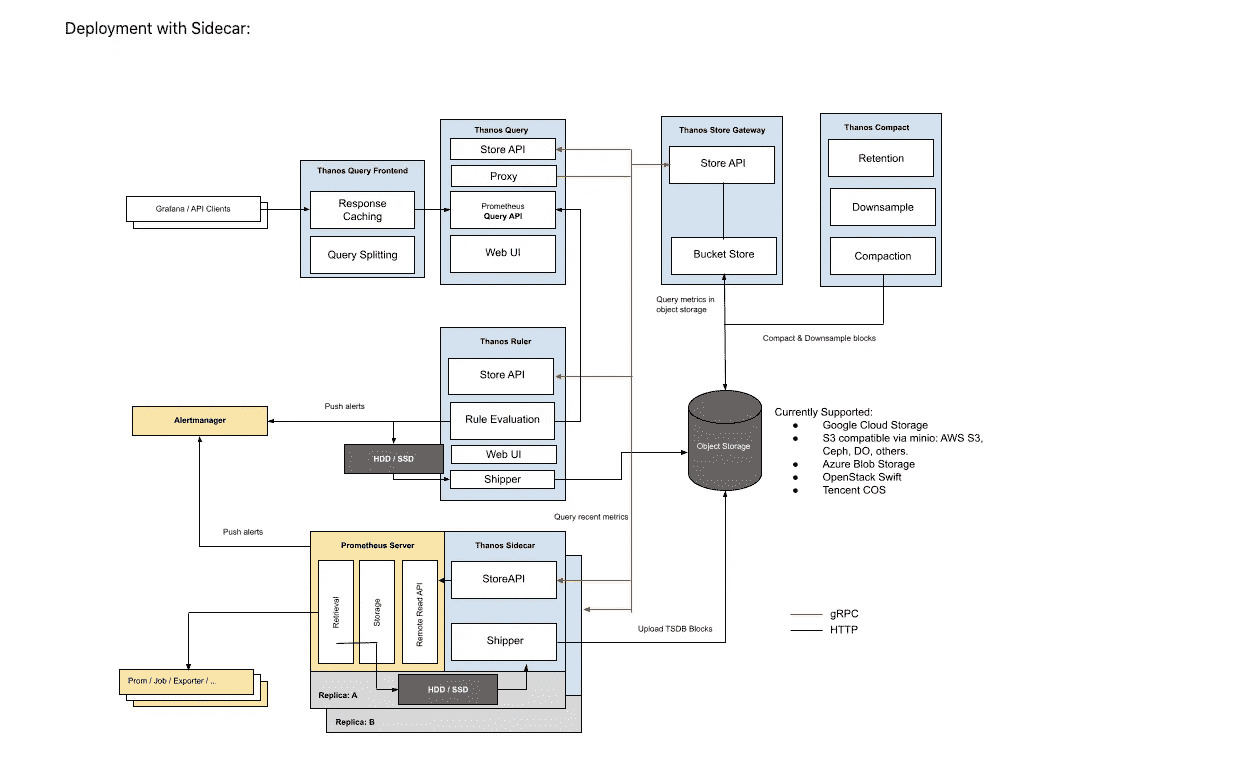 Deployment with Sidecar:
Thanos Query
Store API
Proxy
Prometheus
Query API
Web UI
Thanos Query Frontend
Response
Caching
Query Splitting
Grafana / API Clients
Thanos Store Gateway
Store API
Bucket Store
Thanos Compact
Retention
Downsample
Compaction
Query metrics in
object storage
Compact & Downsample blocks
Thanos Ruler
Store API
Rule Evaluation
Web UI
Shipper
Push alerts
Alertmanager
HDD / SSD
Object Storage
Currently Supported:
● Google Cloud Storage
● S3 compatible via minio: AWS S3,
Ceph, DO, others.
● Azure Blob Storage
● OpenStack Swift
● Tencent COS
Query recent metrics
Push alerts
Prometheus Server
Retrieval
Storage
Remote Read API
Thanos Sidecar
StoreAPI
Shipper
Upload TSDB Blocks
gRPC
HTTP
Prom / Job / Exporter / ...
HDD / SSD
Replica: A
Replica: B